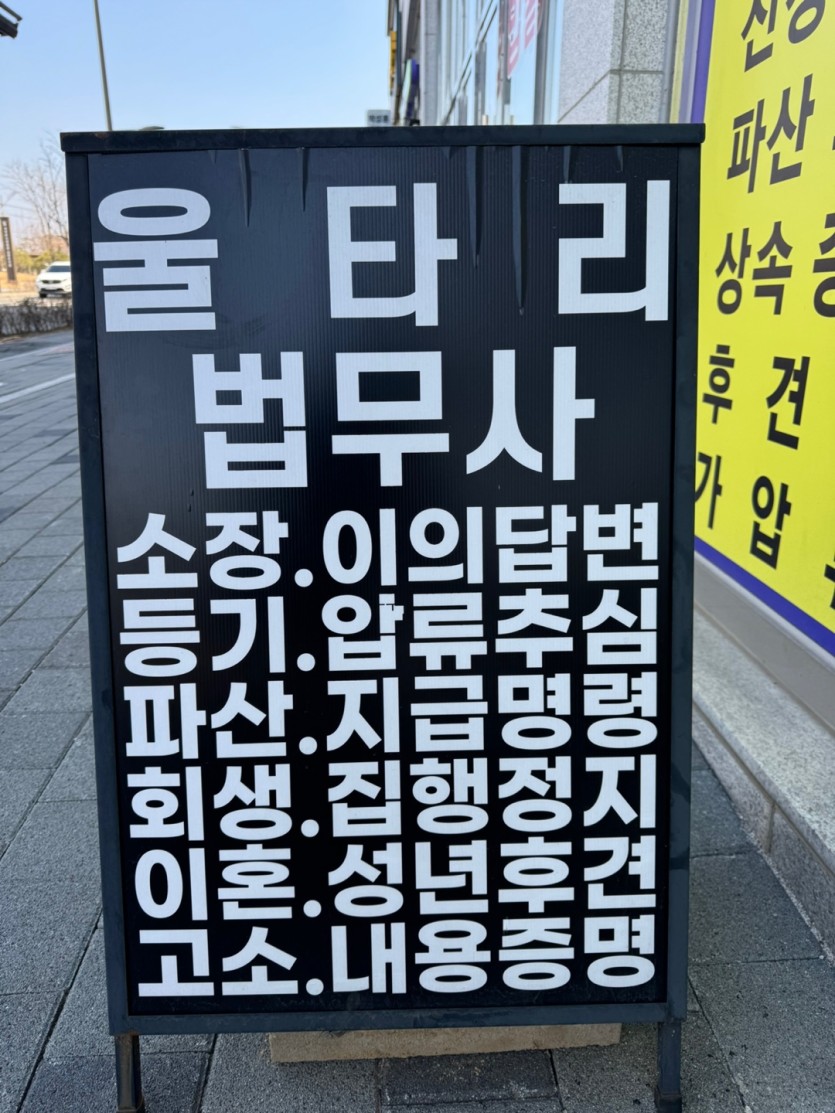 울타리
법무사
소장.이의답변
등기.압류추심
파산.지급명령
회생.집행정지
이혼.성년후견
고소.내용증명
파산
상속
후견
압